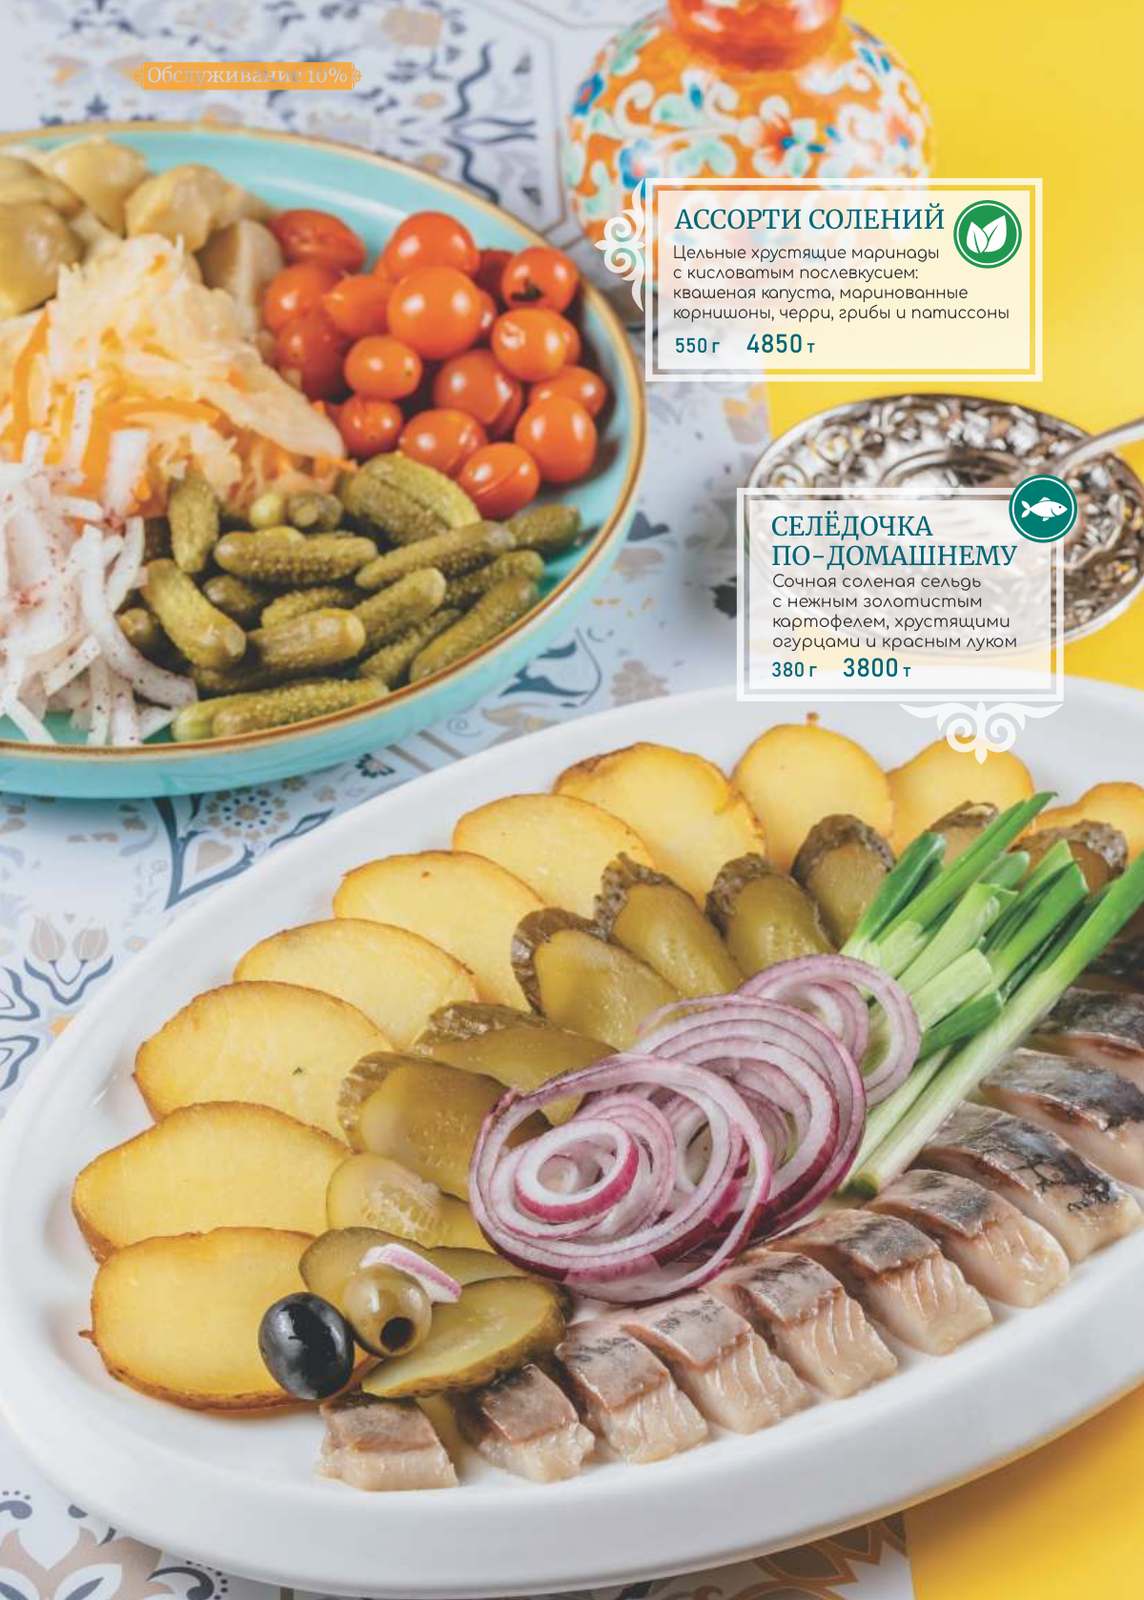 Обслуживание 10%
АССОРТИ СОЛЕНИЙ
Цельные хрустящие маринады
с кисловатым послевкусием:
квашеная капуста, маринованные
корнишоны, черри, грибы и патиссоны
550 г 4850 т
СЕЛЁДОЧКА
ПО-ДОМАШНЕМУ
Сочная соленая сельдь
с нежным золотистым
картофелем, хрустящими
огурцами и красным луком
380 г 3800 т